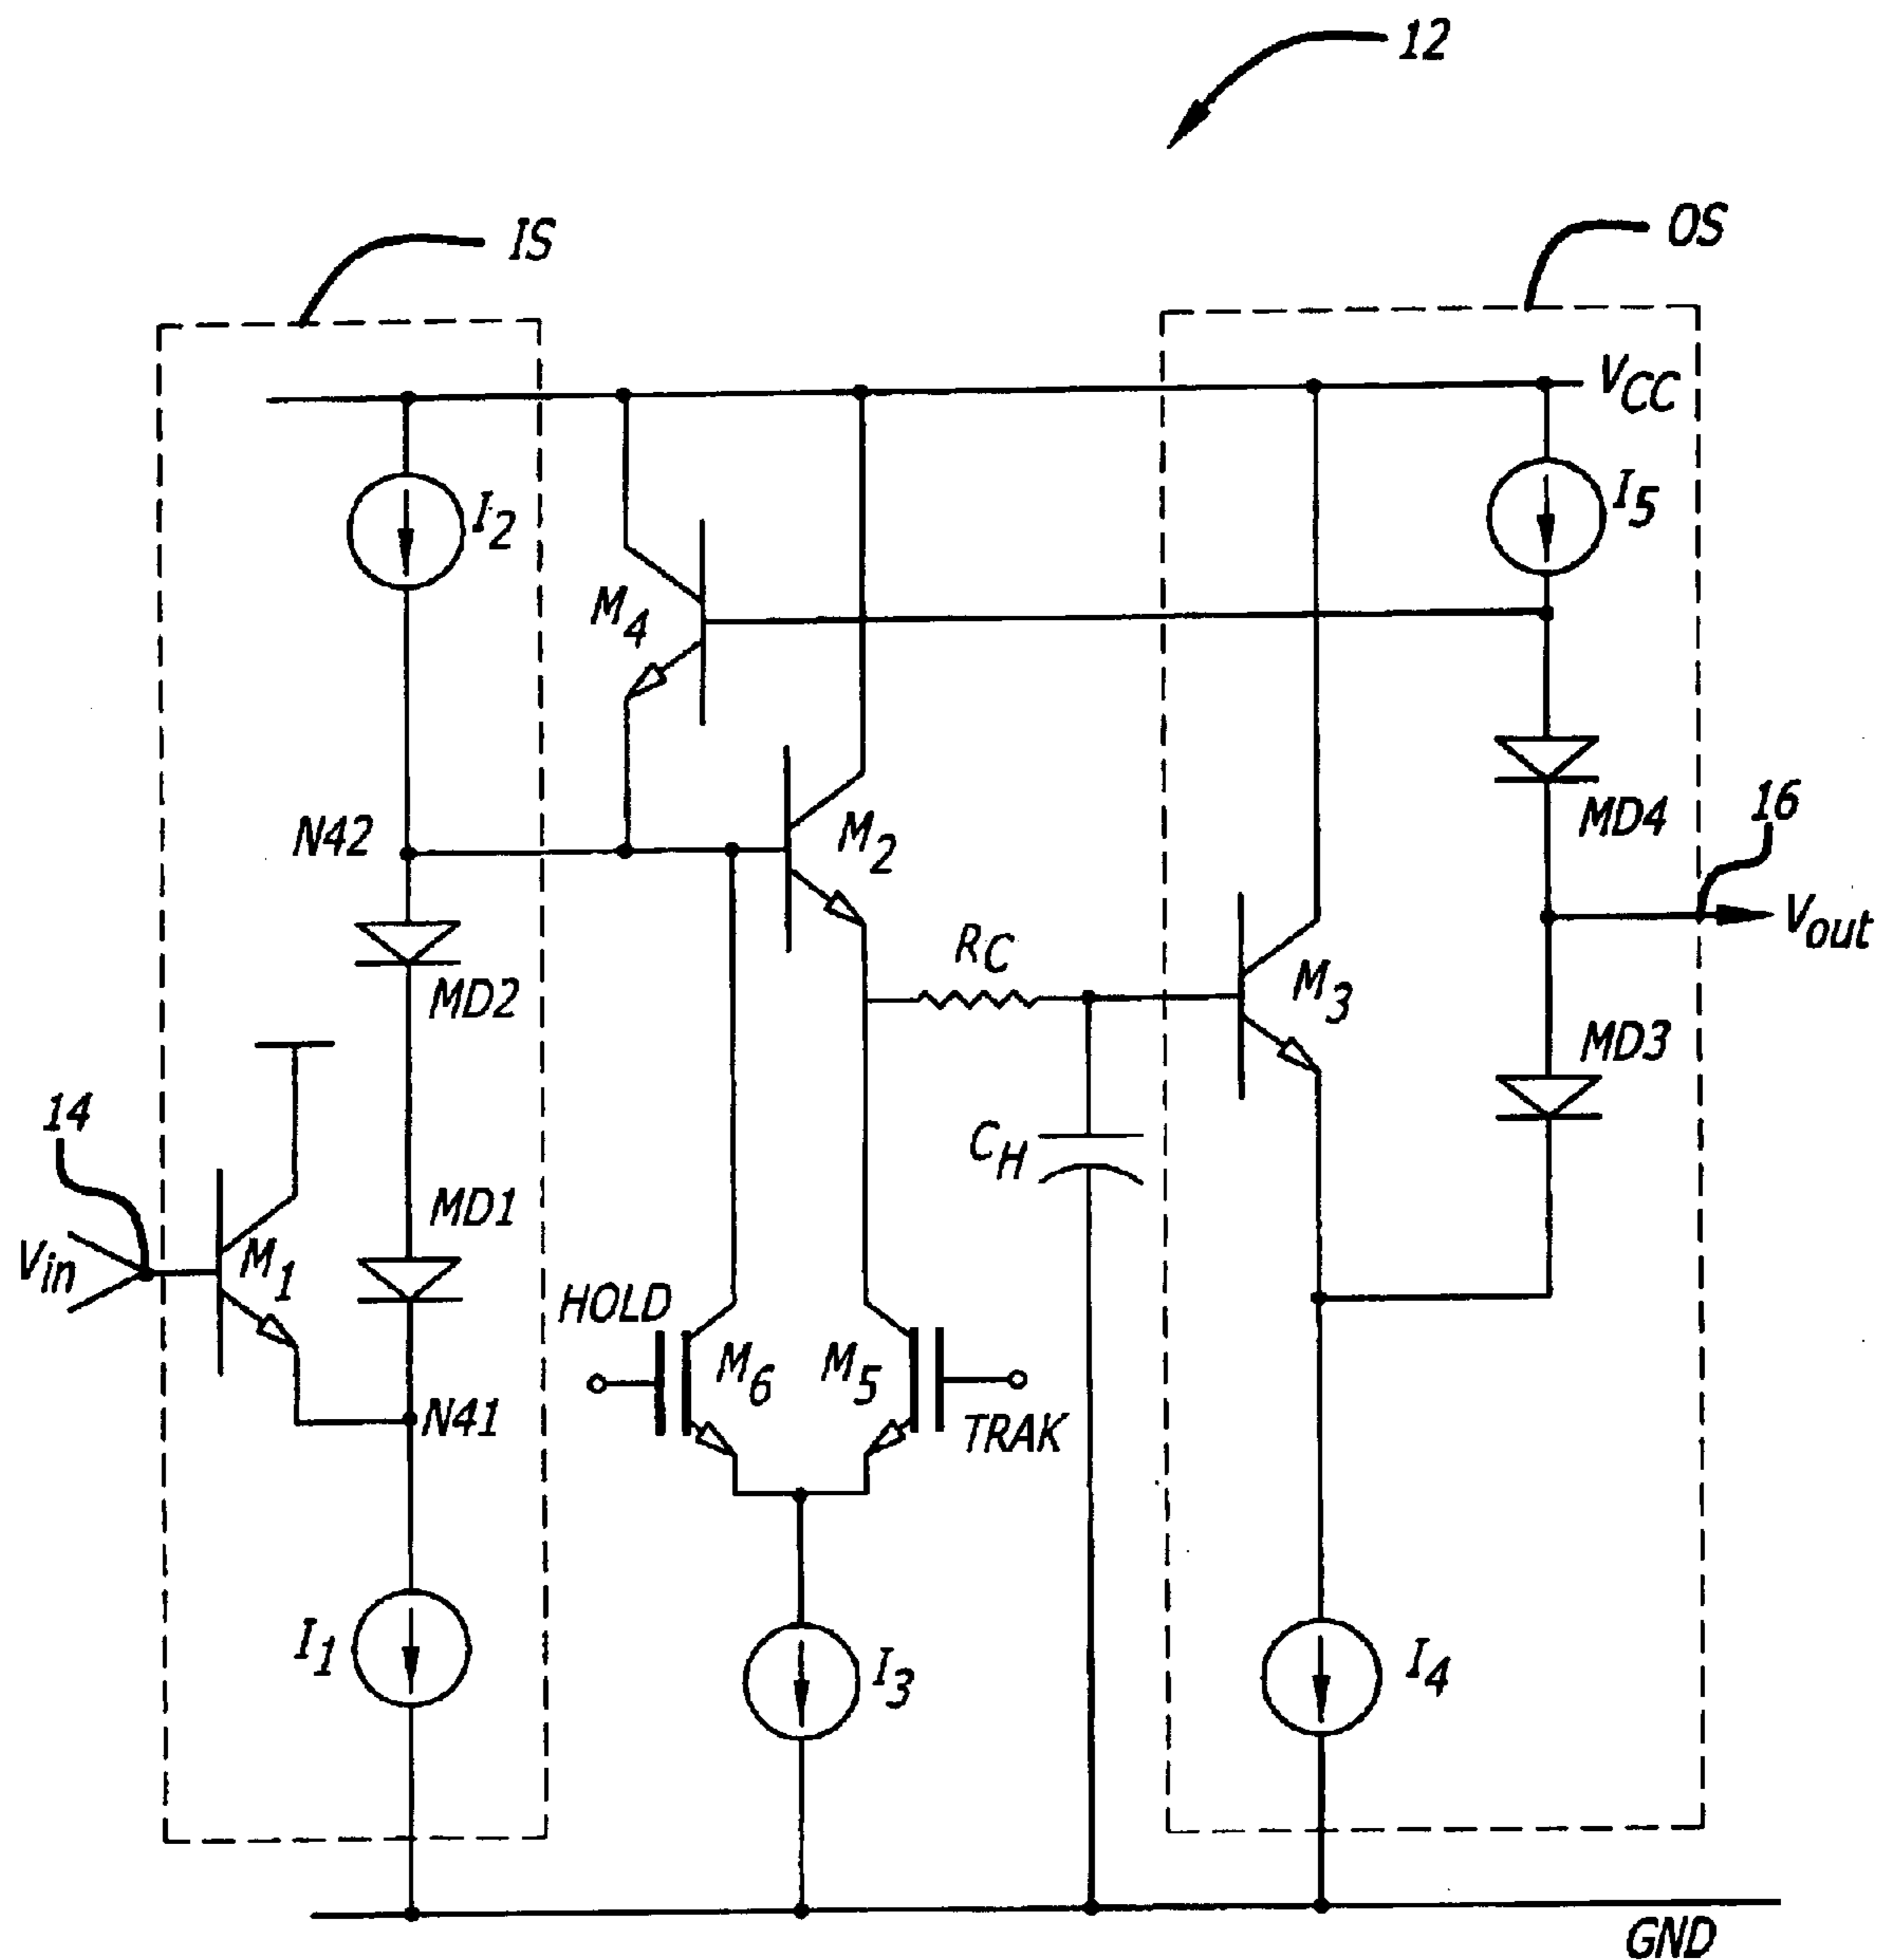 12
IS
OS
VCC
I2
I5
M4
N42
M2
MD4
16
Vout
RC
M3
MD2
MD3
14
CH
MD1
Vin
M1
HOLD
M6
M5
N41
TRAK
I1
I3
I4
GND